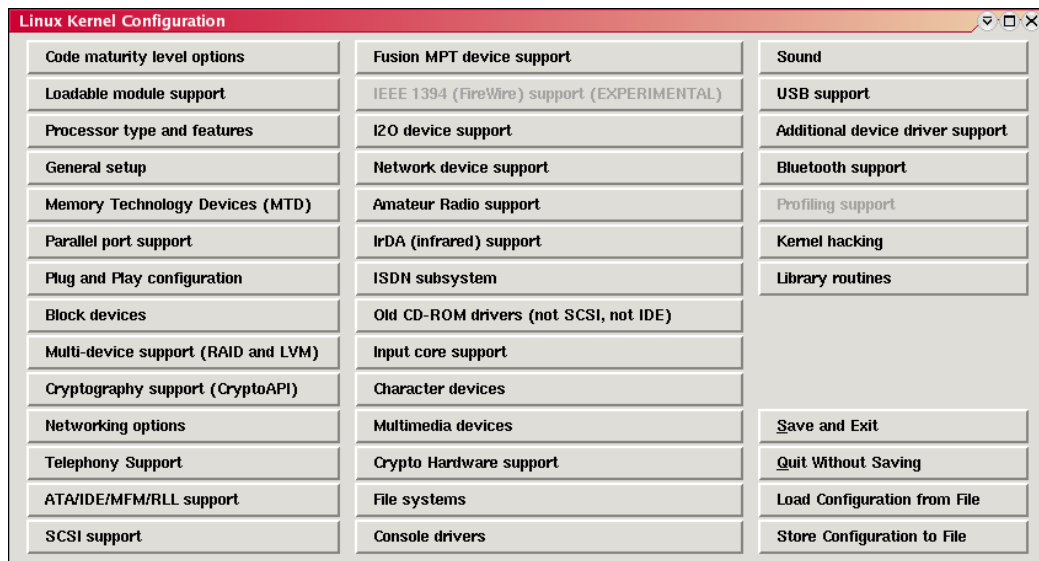 Linux Kernel Configuration
Code maturity level options
Loadable module support
Processor type and features
General setup
Memory Technology Devices (MTD)
Parallel port support
Plug and Play configuration
Block devices
Multi-device support (RAID and LVM)
Cryptography support (CryptoAPI)
Networking options
Telephony Support
ATA/IDE/MFM/RLL support
SCSI support
Fusion MPT device support
IEEE 1394 (FireWire) support (EXPERIMENTAL)
I2O device support
Network device support
Amateur Radio support
IrDA (infrared) support
ISDN subsystem
Old CD-ROM drivers (not SCSI, not IDE)
Input core support
Character devices
Multimedia devices
Crypto Hardware support
File systems
Console drivers
Sound
USB support
Additional device driver support
Bluetooth support
Profiling support
Kernel hacking
Library routines
Save and Exit
Quit Without Saving
Load Configuration from File
Store Configuration to File